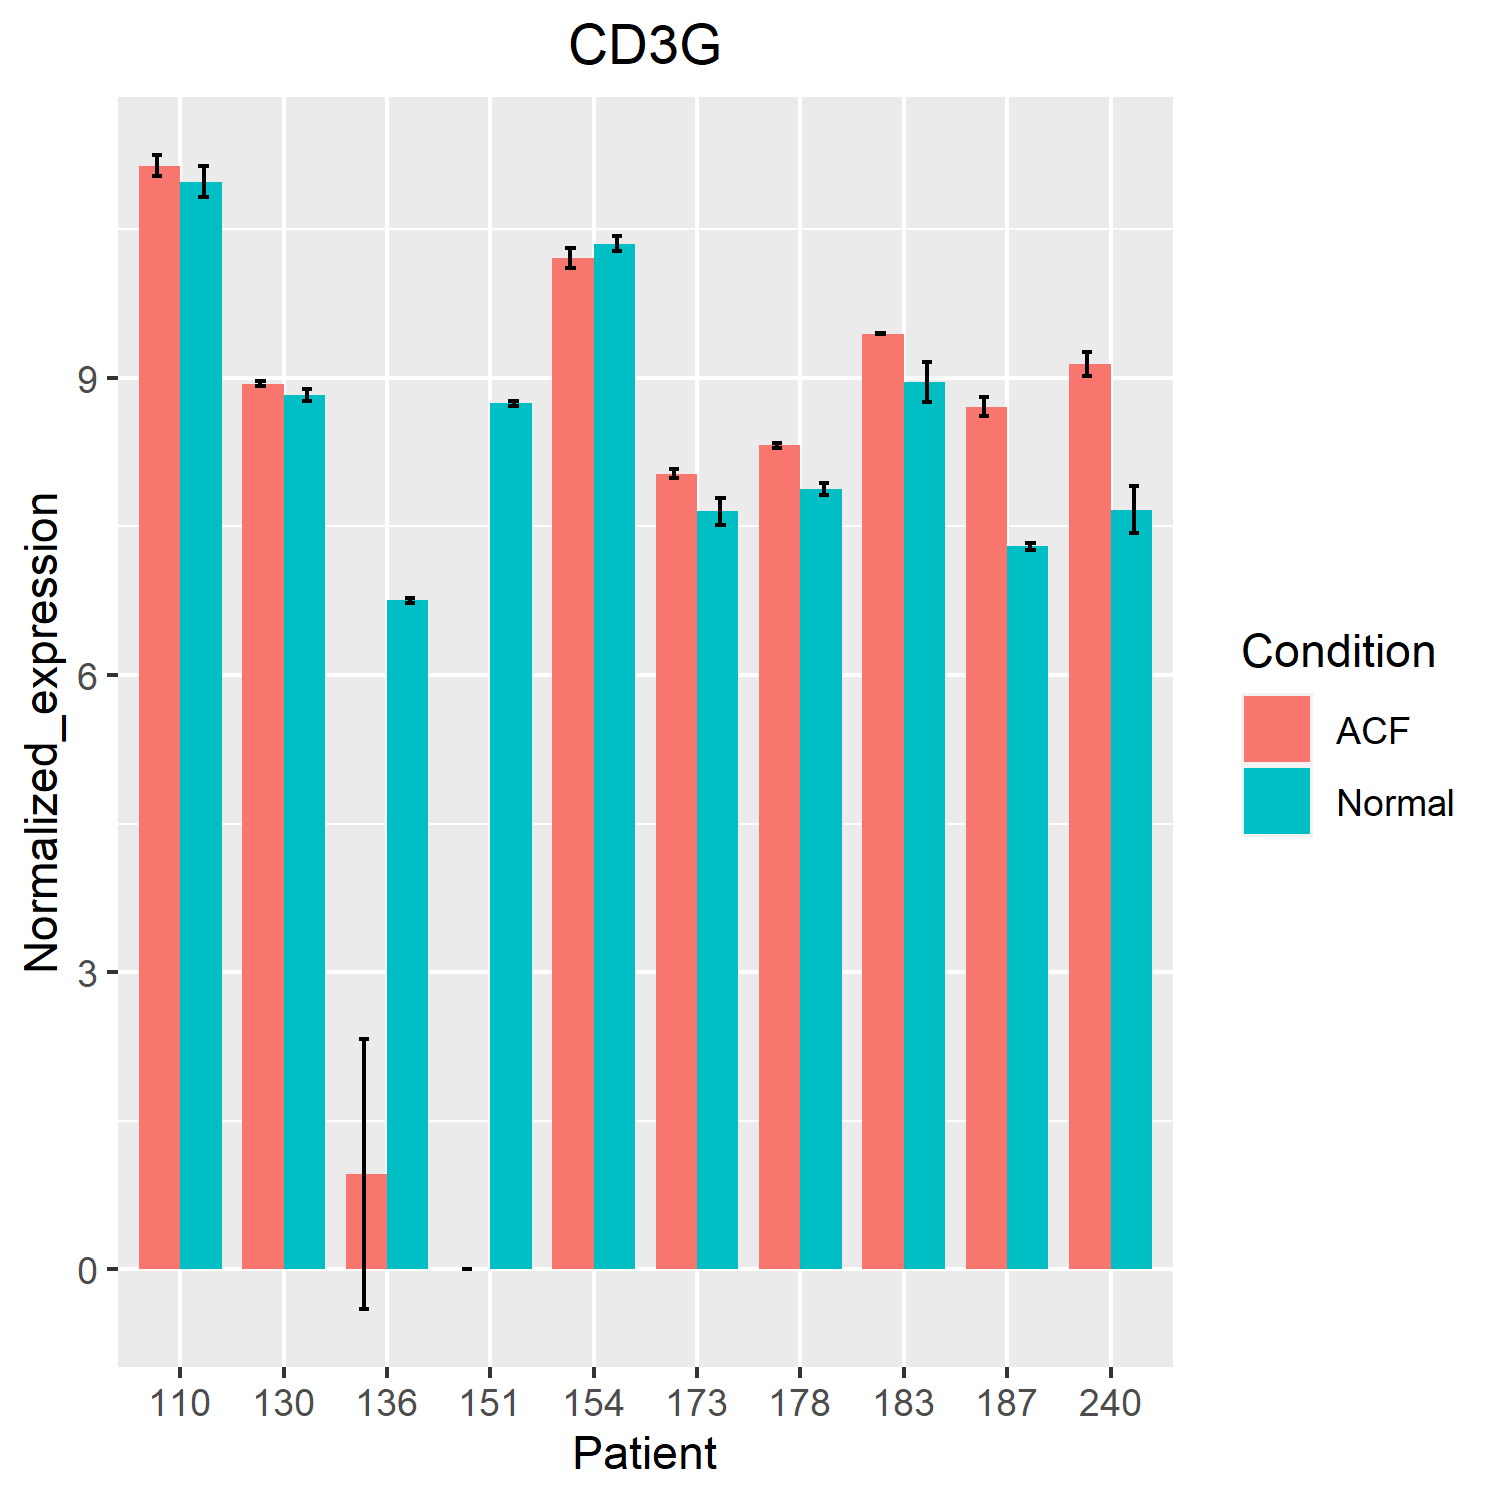 CD3G
Normalized_expression
9
6
3
0
110 130 136 151 154 173 178 183 187 240
Patient
Condition
ACF
Normal